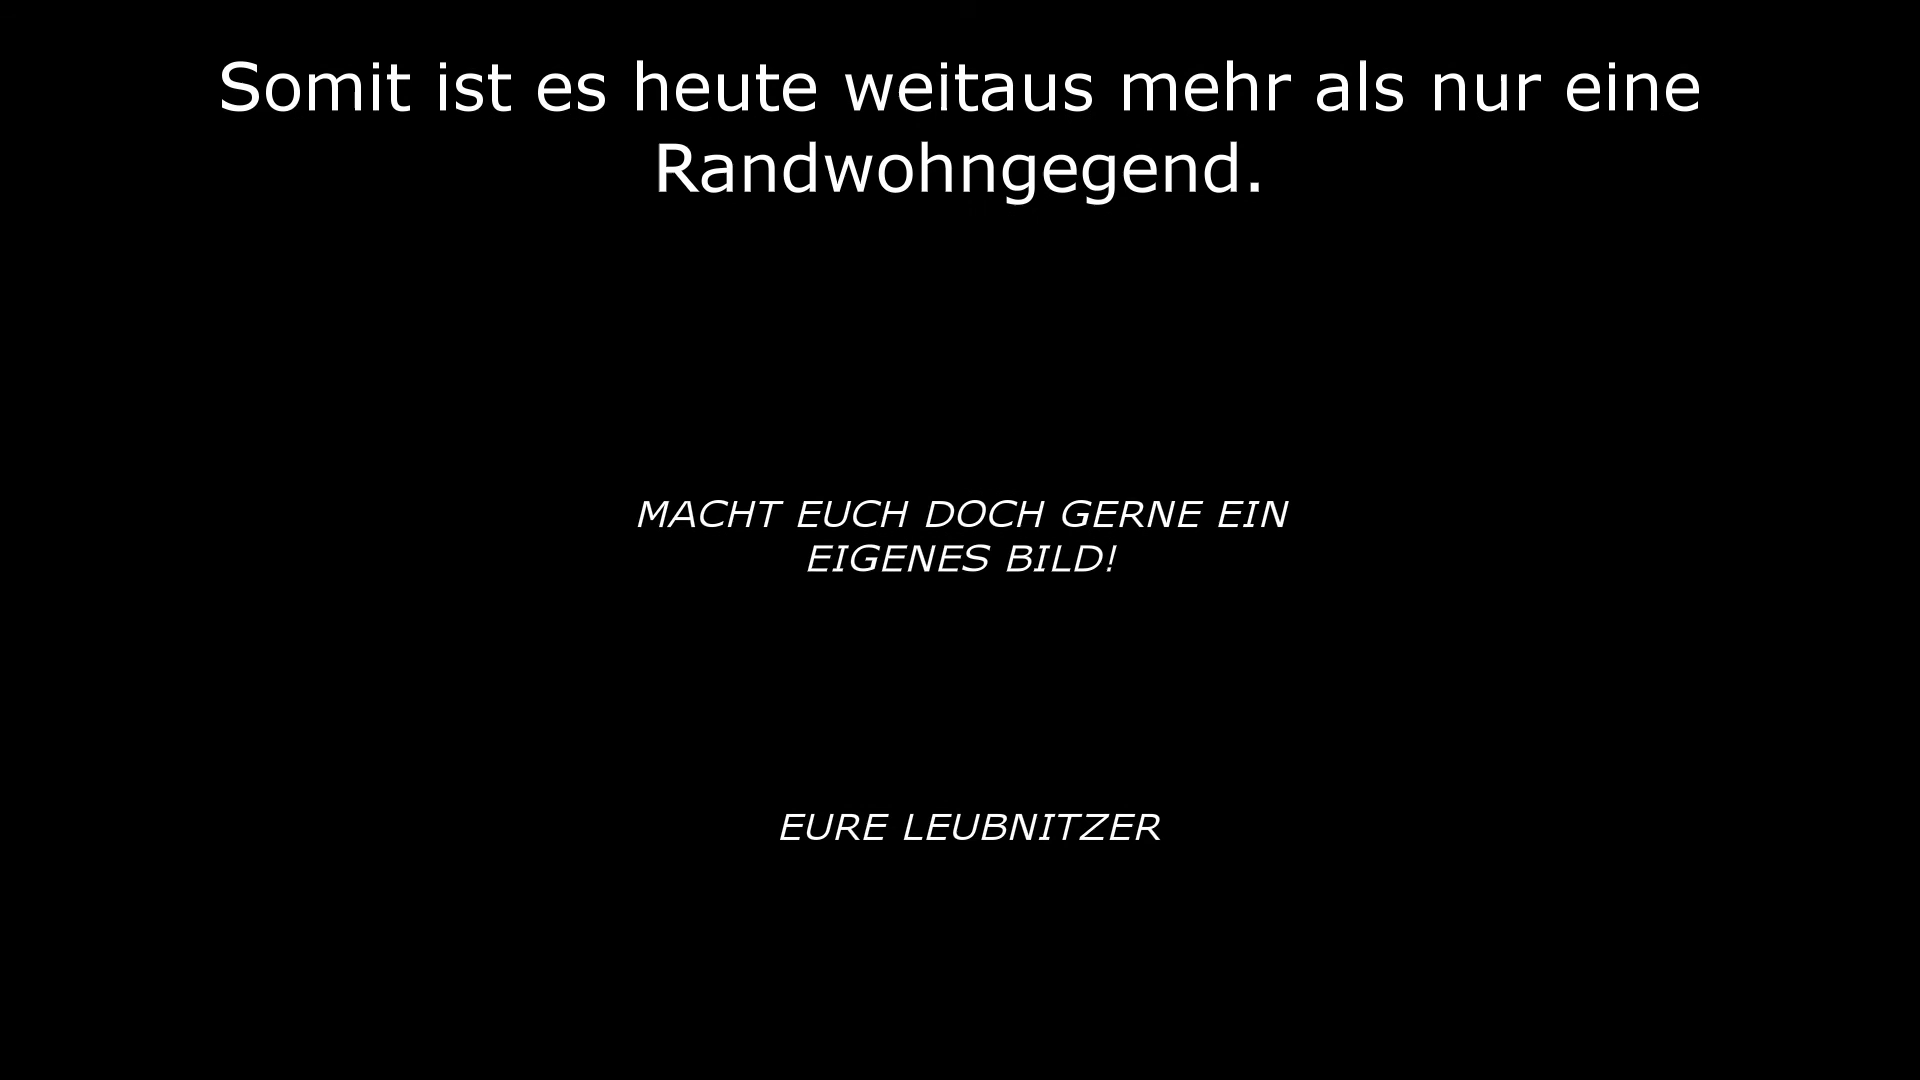 Somit ist es heute weitaus mehr als nur eine
Randwohngegend.
MACHT EUCH DOCH GERNE EIN
EIGENES BILD!
EURE LEUBNITZER